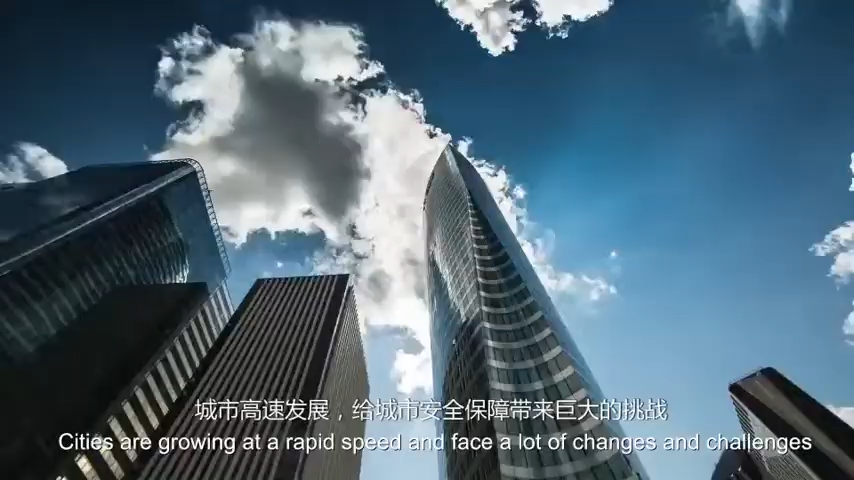 城市高速发展，给城市安全保障带来巨大的挑战
Cities are growing at a rapid speed and face a lot of changes and challenges